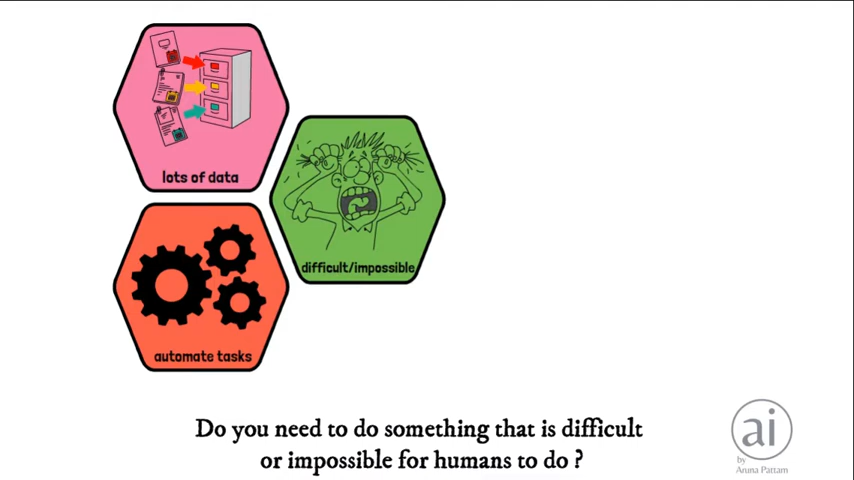 lots of data
difficult/impossible
automate tasks
Do you need to do something that is difficult
or impossible for humans to do ?
ai
by
Aruna Pattam